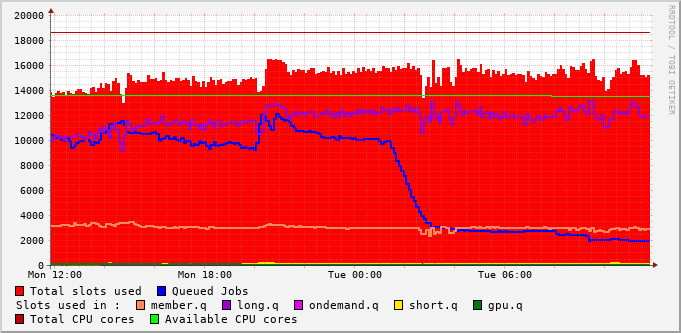 20000
18000
16000
14000
12000
10000
8000
6000
4000
2000
0
Mon 12:00 Mon 18:00 Tue 00:00 Tue 06:00
RRDTOOL / TOBI OETIKER
Total slots used Queued Jobs
Slots used in : member.q long.q ondemand.q short.q gpu.q
Total CPU cores Available CPU cores